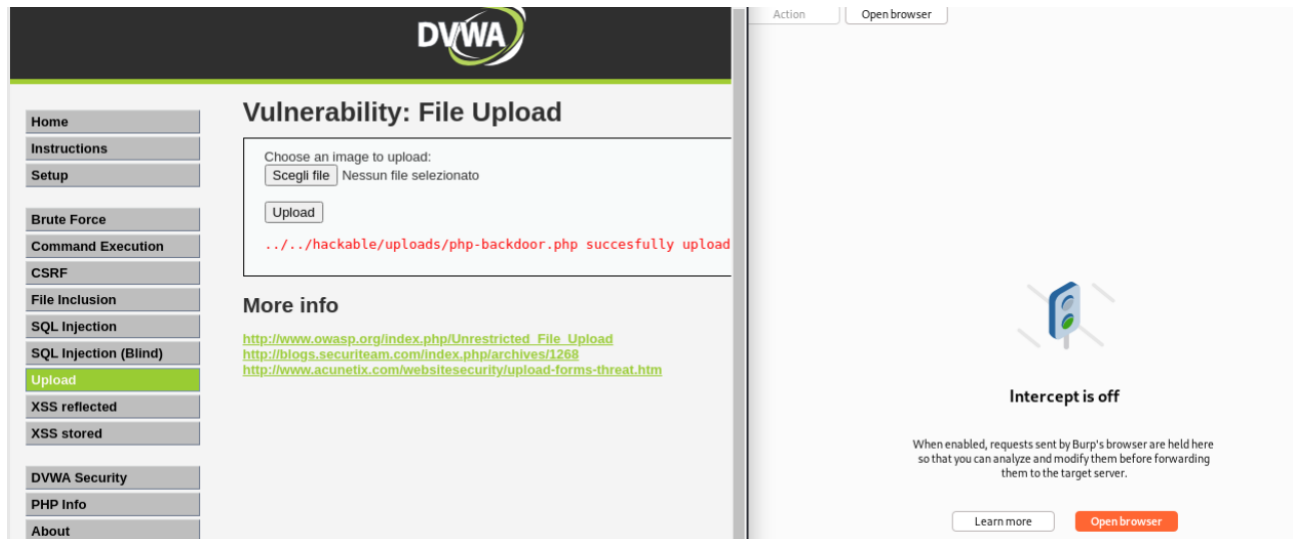 DVWA
Vulnerability: File Upload
Home
Instructions
Setup
Brute Force
Command Execution
CSRF
File Inclusion
SQL Injection
SQL Injection (Blind)
Upload
XSS reflected
XSS stored
DVWA Security
PHP Info
About
Choose an image to upload:
Scegli file Nessun file selezionato
Upload
../../hackable/uploads/php-backdoor.php succesfully upload
More info
http://www.owasp.org/index.php/Unrestricted_File_Upload
http://blogs.securiteam.com/index.php/archives/1268
http://www.acunetix.com/websitesecurity/upload-forms-threat.htm
Action Open browser
Intercept is off
When enabled, requests sent by Burp's browser are held here
so that you can analyze and modify them before forwarding
them to the target server.
Learn more Open browser